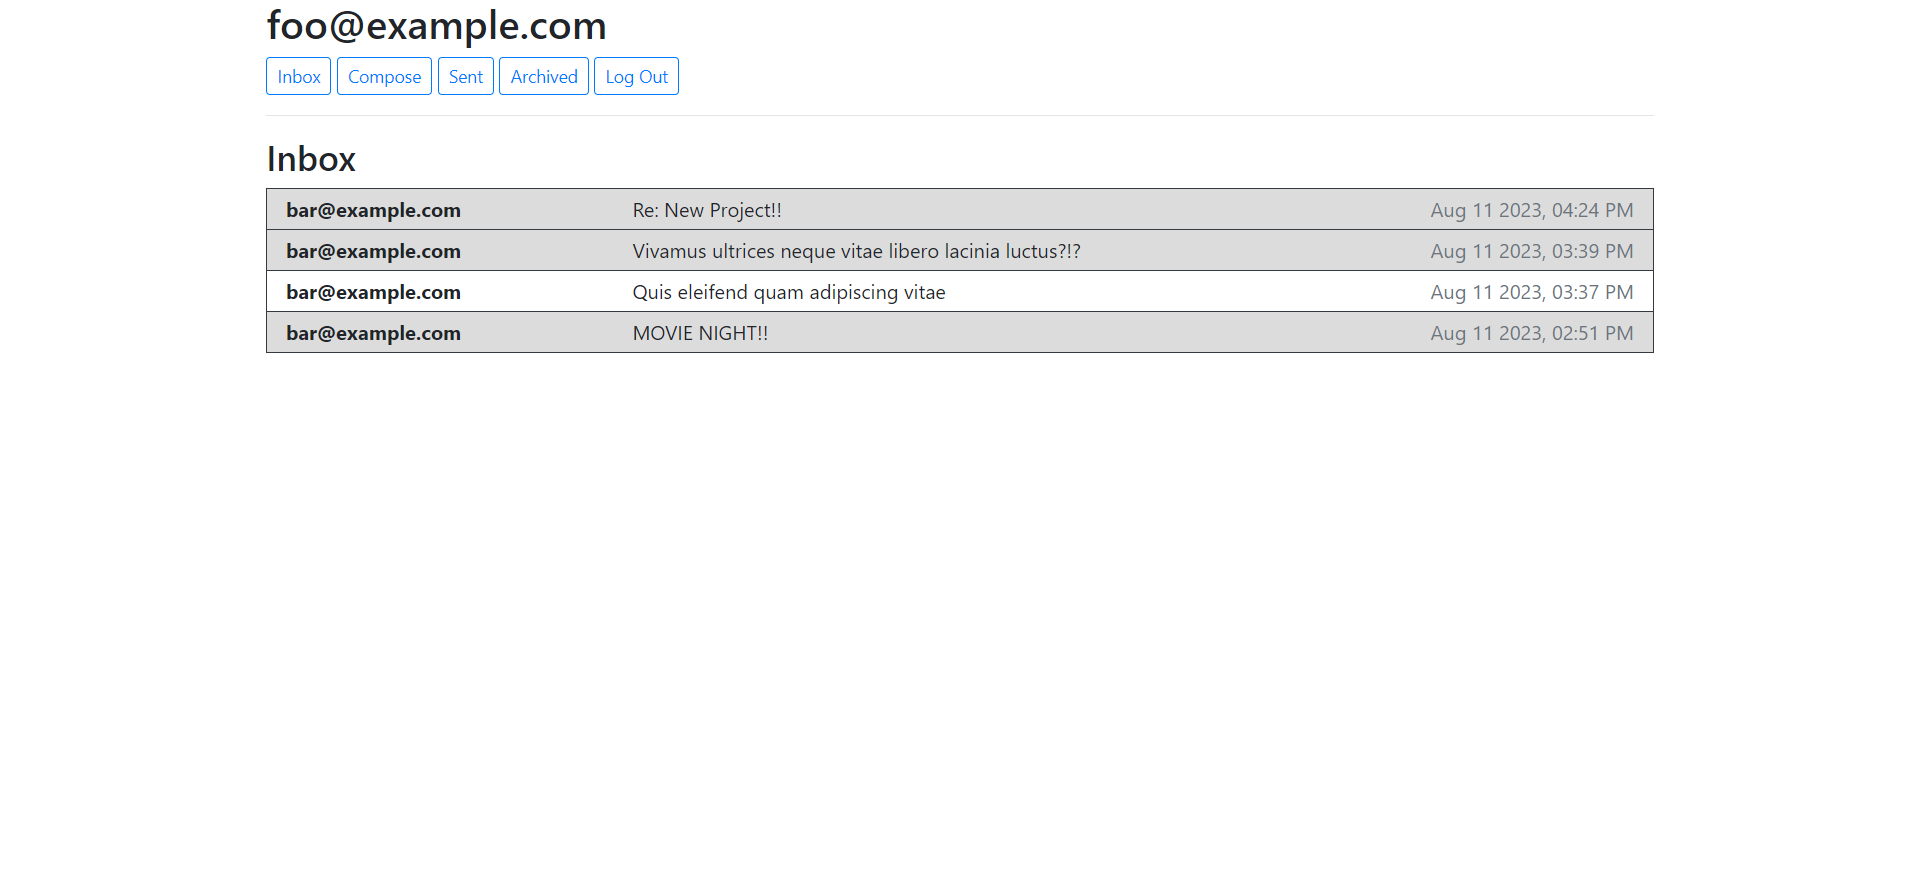 foo@example.com
Inbox Compose Sent Archived Log Out
Inbox
bar@example.com Re: New Project!! Aug 11 2023, 04:24 PM
bar@example.com Vivamus ultrices neque vitae libero lacinia luctus?!? Aug 11 2023, 03:39 PM
bar@example.com Quis eleifend quam adipiscing vitae Aug 11 2023, 03:37 PM
bar@example.com MOVIE NIGHT!! Aug 11 2023, 02:51 PM